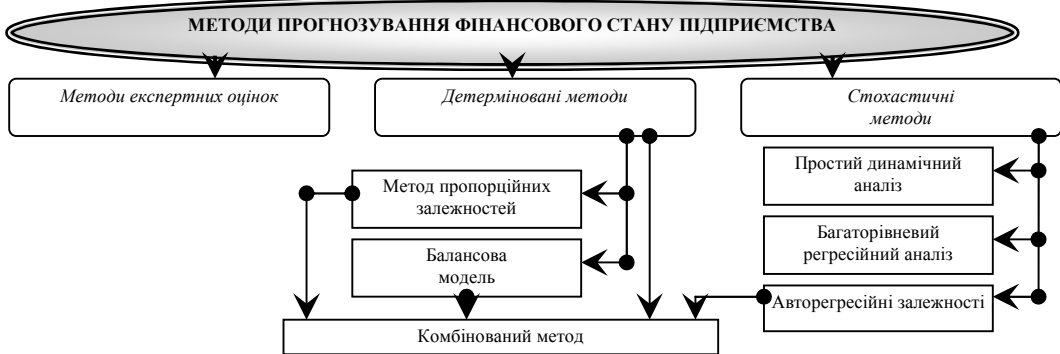 МЕТОДИ ПРОГНОЗУВАННЯ ФІНАНСОВОГО СТАНУ ПІДПРИЄМСТВА
Методи експертних оцінок
Детерміновані методи
Стохастичні
методи
Метод пропорційних
залежностей
Балансова
модель
Простий динамічний
аналіз
Багаторівневий
регресійний аналіз
Авторегресійні залежності
Комбінований метод